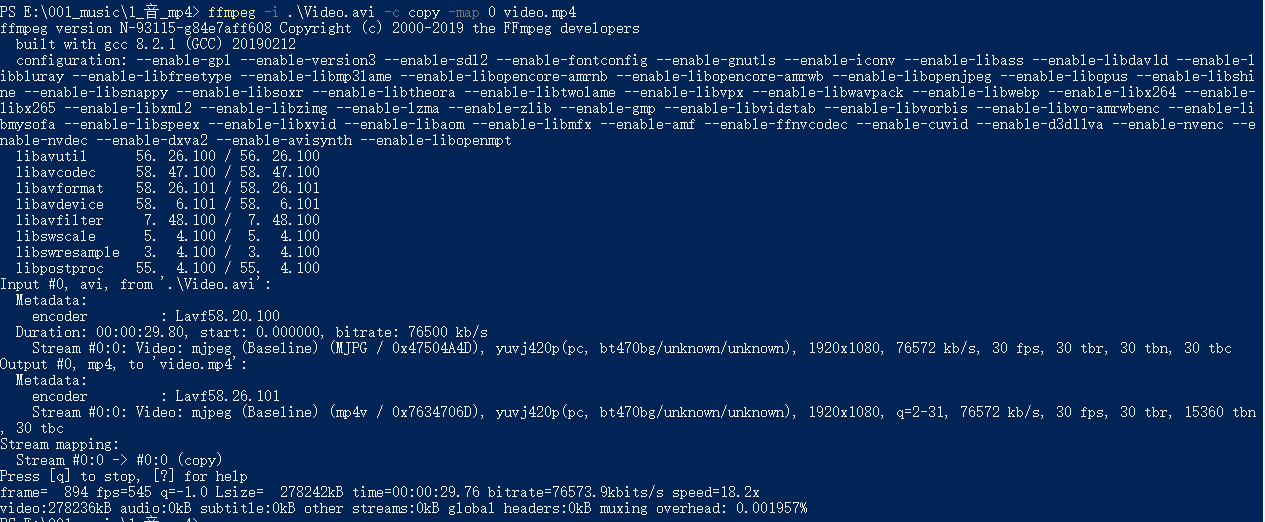 PS E:\001_music\1_音_mp4> ffmpeg -i .\Video.avi -c copy -map 0 video.mp4
ffmpeg version N-93115-g84e7aff608 Copyright (c) 2000-2019 the FFmpeg developers
  built with gcc 8.2.1 (GCC) 20190212
  configuration: --enable-gpl --enable-version3 --enable-sdl2 --enable-fontconfig --enable-gnutls --enable-iconv --enable-libass --enable-libdav1d --enable-l
ibbluray --enable-libfreetype --enable-libmp3lame --enable-libopencore-amrnb --enable-libopencore-amrwb --enable-libopenjpeg --enable-libopus --enable-libshi
ne --enable-libsnappy --enable-libsoxr --enable-libtheora --enable-libtwolame --enable-libvpx --enable-libwavpack --enable-libwebp --enable-libx264 --enable-
libx265 --enable-libxml2 --enable-libzimg --enable-lzma --enable-zlib --enable-gmp --enable-libvidstab --enable-libvorbis --enable-libvo-amrwbenc --enable-li
bmysofa --enable-libspeex --enable-libxvid --enable-libaom --enable-libmfx --enable-amf --enable-ffnvcodec --enable-cuvid --enable-d3d11va --enable-nvenc --e
nable-nvdec --enable-dxva2 --enable-avisynth --enable-libopenmpt
  libavutil      56. 26.100 / 56. 26.100
  libavcodec     58. 47.100 / 58. 47.100
  libavformat    58. 26.101 / 58. 26.101
  libavdevice    58.  6.101 / 58.  6.101
  libavfilter     7. 48.100 /  7. 48.100
  libswscale      5.  4.100 /  5.  4.100
  libswresample   3.  4.100 /  3.  4.100
  libpostproc    55.  4.100 / 55.  4.100
Input #0, avi, from '.\Video.avi':
  Metadata:
    encoder         : Lavf58.20.100
  Duration: 00:00:29.80, start: 0.000000, bitrate: 76500 kb/s
    Stream #0:0: Video: mjpeg (Baseline) (MJPG / 0x47504A4D), yuvj420p(pc, bt470bg/unknown/unknown), 1920x1080, 76572 kb/s, 30 fps, 30 tbr, 30 tbn, 30 tbc
Output #0, mp4, to 'video.mp4':
  Metadata:
    encoder         : Lavf58.26.101
    Stream #0:0: Video: mjpeg (Baseline) (mp4v / 0x7634706D), yuvj420p(pc, bt470bg/unknown/unknown), 1920x1080, q=2-31, 76572 kb/s, 30 fps, 30 tbr, 15360 tbn
, 30 tbc
Stream mapping:
  Stream #0:0 -> #0:0 (copy)
Press [q] to stop, [?] for help
frame=  894 fps=545 q=-1.0 Lsize=  278242kB time=00:00:29.76 bitrate=76573.9kbits/s speed=18.2x
video:278236kB audio:0kB subtitle:0kB other streams:0kB global headers:0kB muxing overhead: 0.001957%
PS E:\001_music\1_音_mp4>